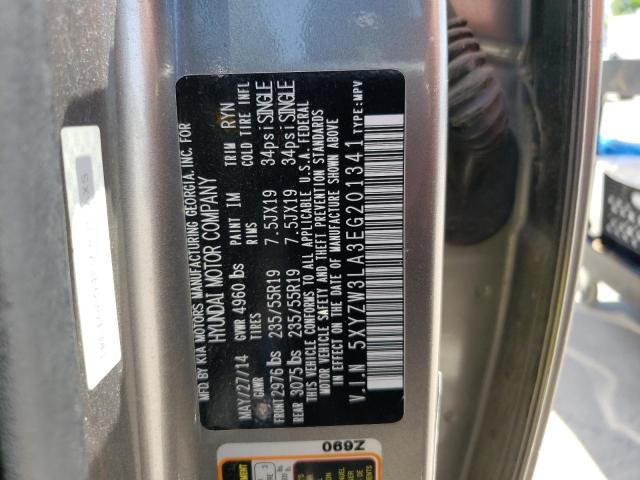 MFD BY KIA MOTORS MANUFACTURING GEORGIA, INC. FOR
HYUNDAI MOTOR COMPANY
MAY/27/14 GVWR 4960 lbs PAINT IM TRIM RYN
GAWR TIRES RIMS COLD TIRE INFL
FRONT 2976 lbs 235/55R19 7.5JX19 34psi SINGLE
REAR 3075 lbs 235/55R19 7.5JX19 34psi SINGLE
THIS VEHICLE CONFORMS TO ALL APPLICABLE U.S.A. FEDERAL
MOTOR VEHICLE SAFETY AND THEFT PREVENTION STANDARDS
IN EFFECT ON THE DATE OF MANUFACTURE SHOWN ABOVE
V.I.N 5XYZW3LA3EG201341 TYPE:MPV
Z690